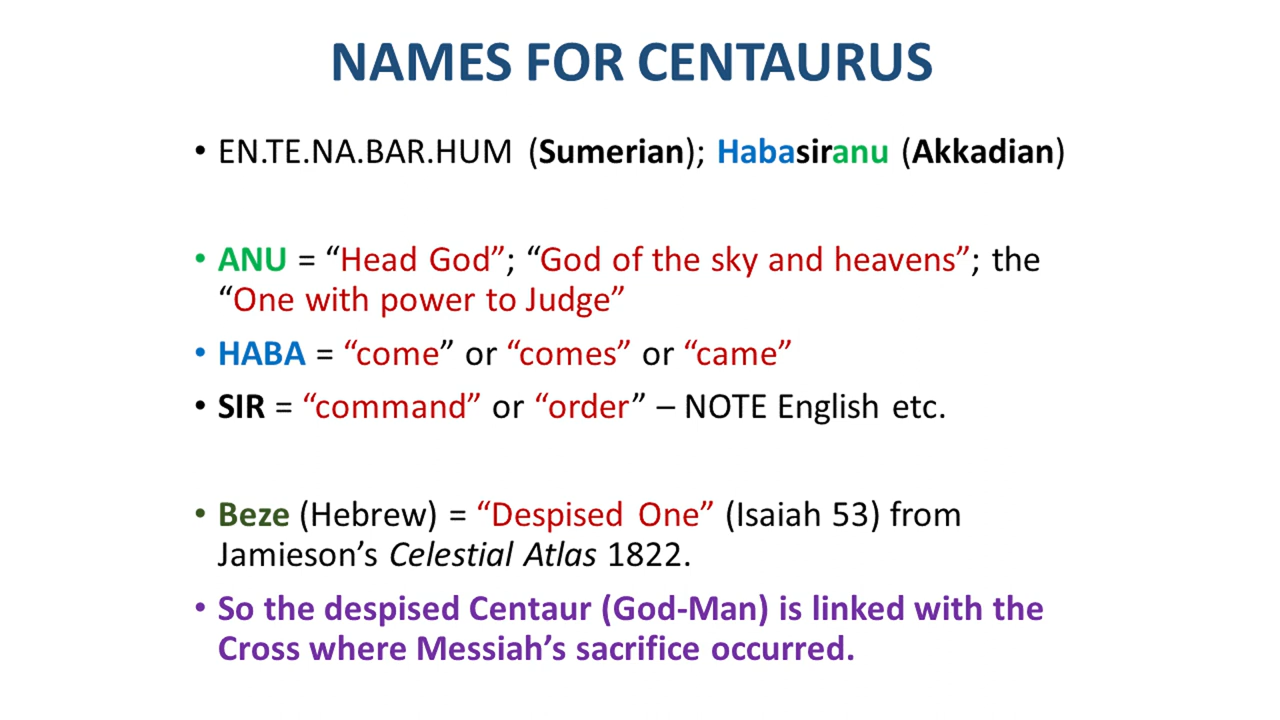 NAMES FOR CENTAURUS
• EN.TE.NA.BAR.HUM (Sumerian); Habasiranu (Akkadian)
• ANU = “Head God”; “God of the sky and heavens”; the
“One with power to Judge”
• HABA = “come” or “comes” or “came”
• SIR = “command” or “order” – NOTE English etc.
• Beze (Hebrew) = “Despised One” (Isaiah 53) from
Jamieson’s Celestial Atlas 1822.
• So the despised Centaur (God-Man) is linked with the
Cross where Messiah’s sacrifice occurred.